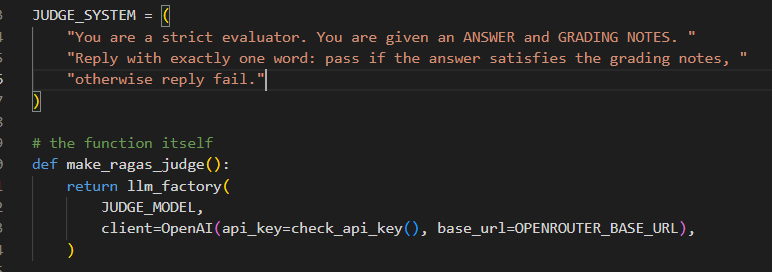 JUDGE_SYSTEM = (
    "You are a strict evaluator. You are given an ANSWER and GRADING NOTES. "
    "Reply with exactly one word: pass if the answer satisfies the grading notes, "
    "otherwise reply fail."
)
# the function itself
def make_ragas_judge():
    return llm_factory(
        JUDGE_MODEL,
        client=OpenAI(api_key=check_api_key(), base_url=OPENROUTER_BASE_URL),
    )